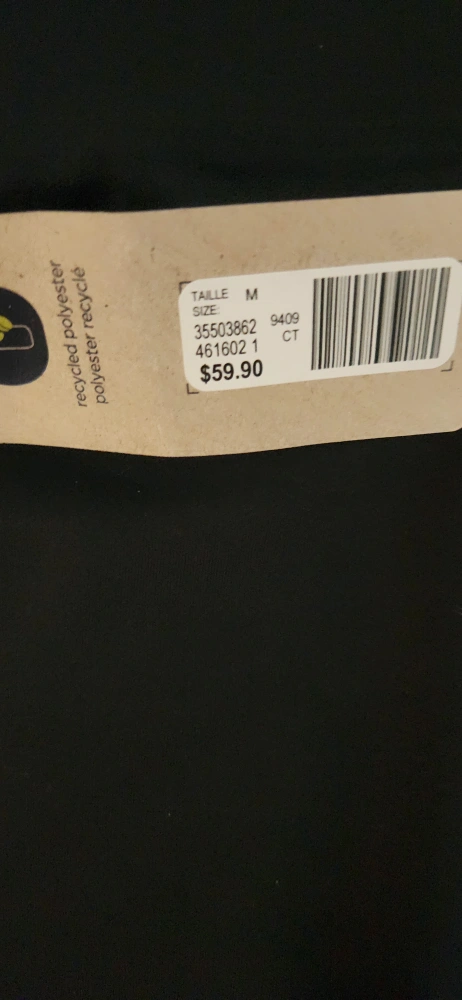 recycled polyester
polyester recyclé
TAILLE M
SIZE:
35503862 9409
461602 1 CT
$59.90